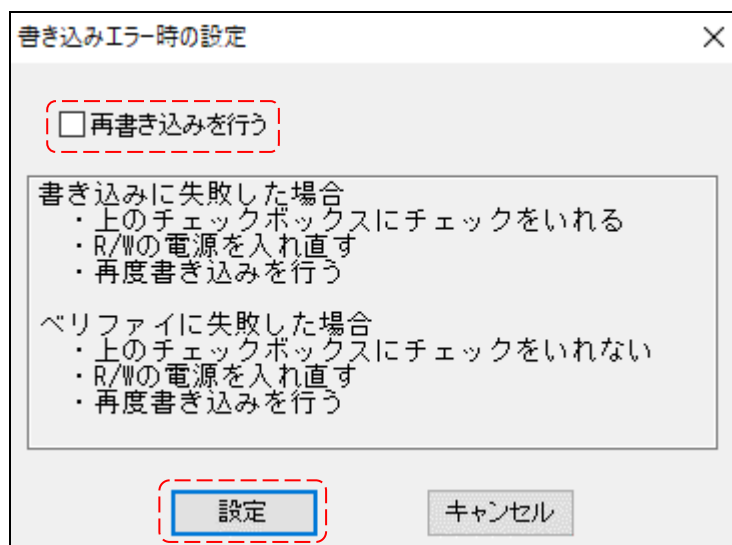 書き込みエラー時の設定
再書き込みを行う
書き込みに失敗した場合
・上のチェックボックスにチェックをいれる
・R/Wの電源を入れ直す
・再度書き込みを行う
ベリファイに失敗した場合
・上のチェックボックスにチェックをいれない
・R/Wの電源を入れ直す
・再度書き込みを行う
設定
キャンセル